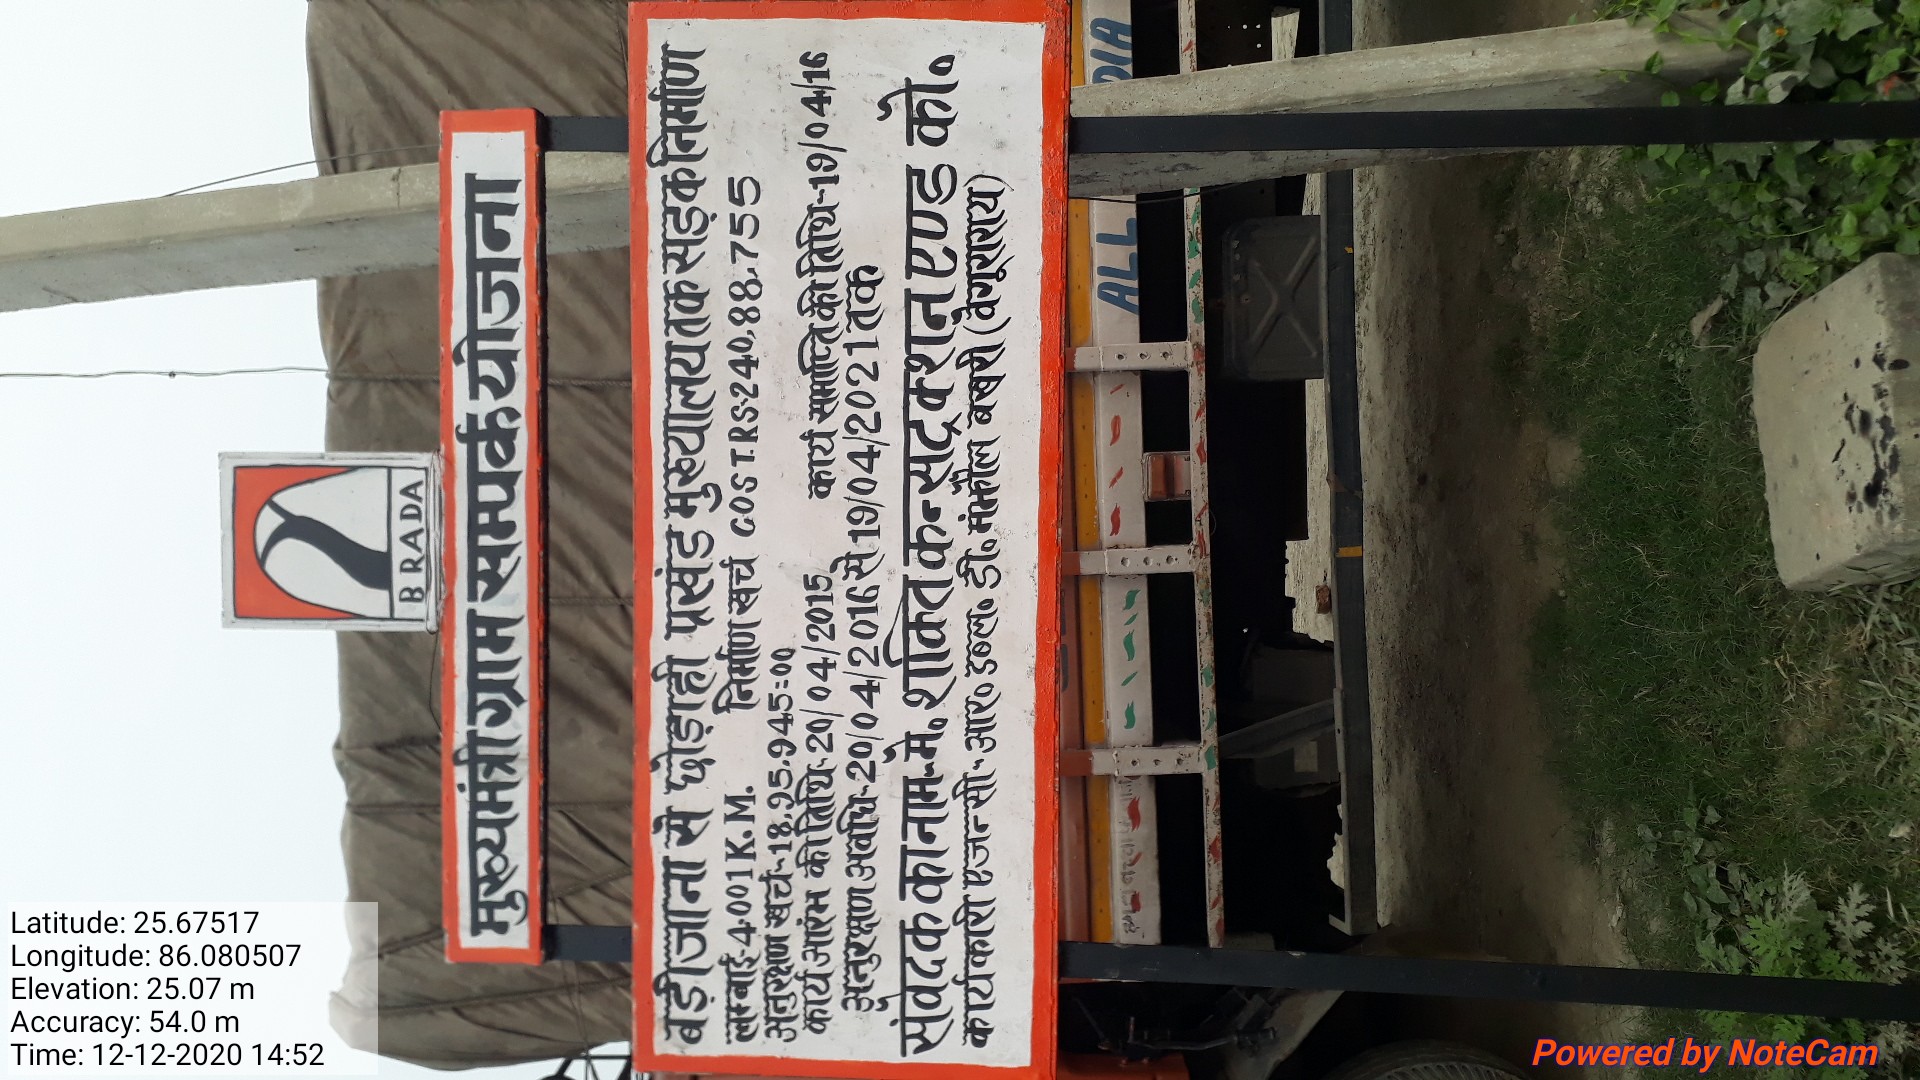 BRADA
मुख्यमंत्री ग्राम सम्पर्क योजना
बड़ी जाना से छौड़ाही प्रखंड मुख्यालय तक सड़क निर्माण
लम्बाई-4.001K.M. निर्माण खर्च COST.RS-240,88,755
अनुरक्षण खर्च-18,95,945=00
कार्य आरंभ की तिथि-20/04/2015 कार्य समाप्ति की तिथि-19/04/16
अनुरक्षण अवधि-20/04/2016 से 19/04/2021 तक
संवेदक का नाम-मे. शक्ति कन्सट्रक्शन एण्ड को.
कार्यकारी एजेन्सी-आर० डब्लू० डी० मंझौल बखरी (बेगूसराय)
ALL
DIA
Latitude: 25.67517
Longitude: 86.080507
Elevation: 25.07 m
Accuracy: 54.0 m
Time: 12-12-2020 14:52
Powered by NoteCam